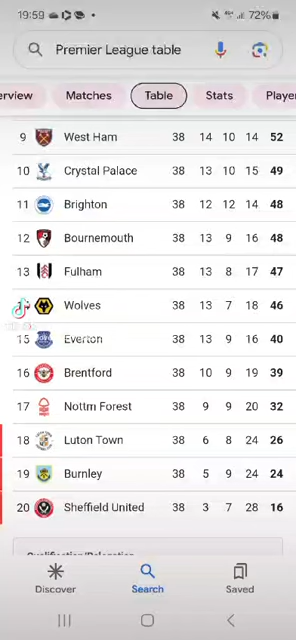 19:59 72%
Premier League table
erview Matches Table Stats Player
9 West Ham 38 14 10 14 52
10 Crystal Palace 38 13 10 15 49
11 Brighton 38 12 12 14 48
12 Bournemouth 38 13 9 16 48
13 Fulham 38 13 8 17 47
Wolves 38 13 7 18 46
15 Everton 38 13 9 16 40
16 Brentford 38 10 9 19 39
17 Nottm Forest 38 9 9 20 32
18 Luton Town 38 6 8 24 26
19 Burnley 38 5 9 24 24
20 Sheffield United 38 3 7 28 16
Qualification/Relegation
Discover Search Saved